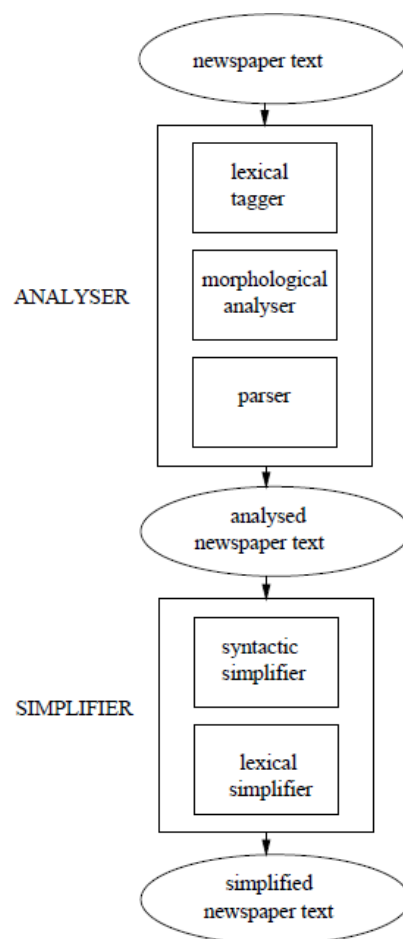 newspaper text
lexical
tagger
morphological
analyser
ANALYSER
parser
analysed
newspaper text
syntactic
simplifier
SIMPLIFIER
lexical
simplifier
simplified
newspaper text